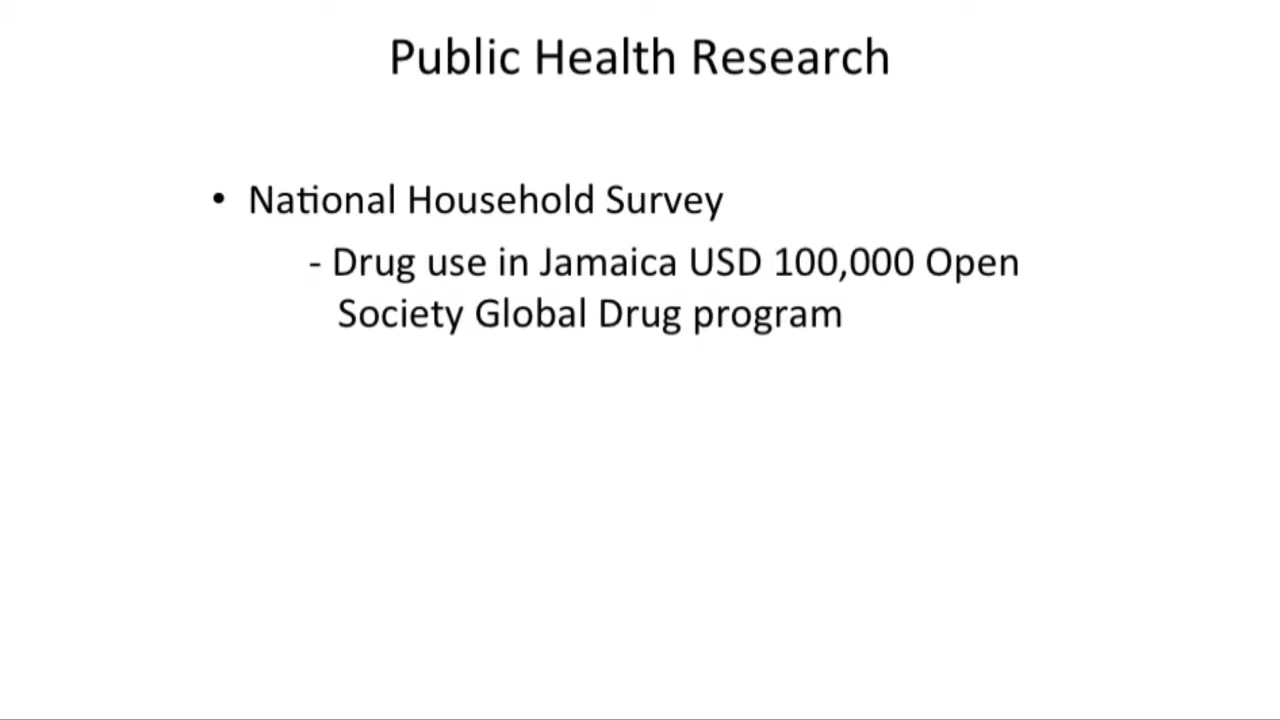 Public Health Research
• National Household Survey
- Drug use in Jamaica USD 100,000 Open
Society Global Drug program